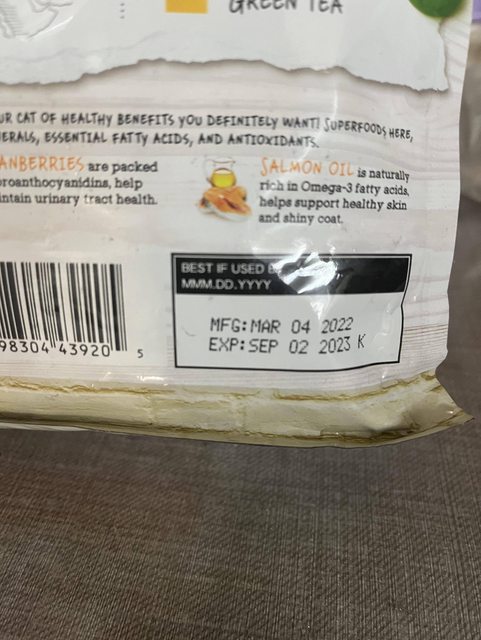 GREEN TEA
UR CAT OF HEALTHY BENEFITS YOU DEFINITELY WANT! SUPERFOODS HERE,
ERALS, ESSENTIAL FATTY ACIDS, AND ANTIOXIDANTS.
ANBERRIES are packed
proanthocyanidins, help
ntain urinary tract health.
SALMON OIL is naturally
rich in Omega-3 fatty acids,
helps support healthy skin
and shiny coat.
BEST IF USED
MMM.DD.YYYY
MFG:MAR 04 2022
EXP:SEP 02 2023 K
98304 43920 5